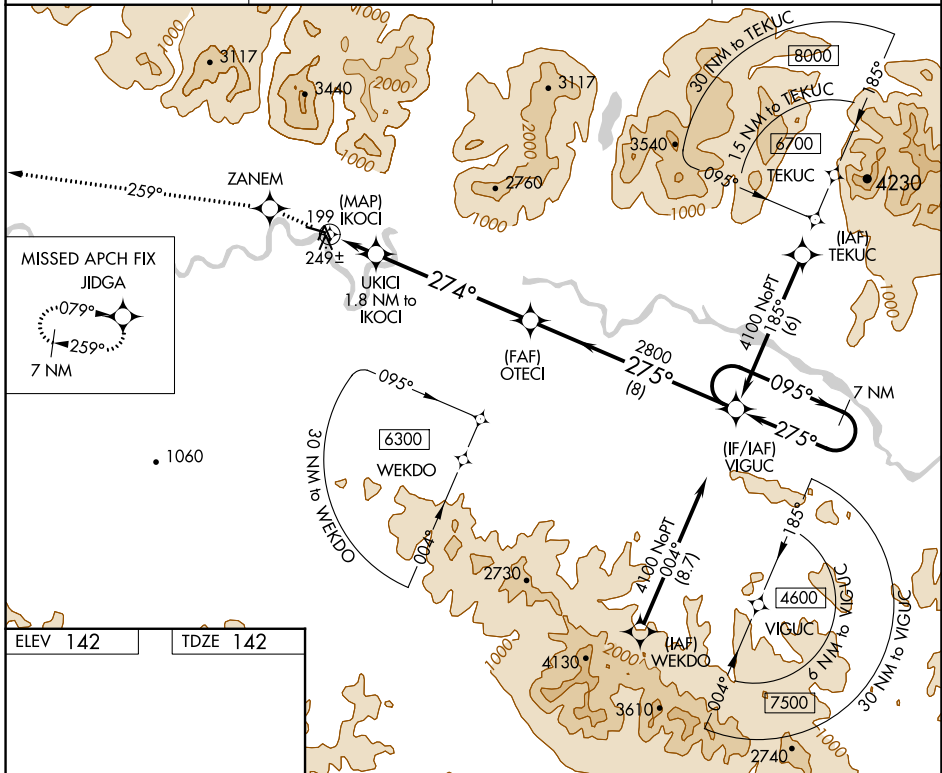 1000
3117
3440
2000
1000
3117
2000
2760
1000
30 NM to TEKUC
8000
185°
15 NM to TEKUC
6700
TEKUC
3540
095°
1000
4230
1000
(IAF)
TEKUC
4100 NoPT
185°
(6)
259°
ZANEM
199
(MAP)
IKOCI
249±
UKICI
1.8 NM to
IKOCI
274°
(FAF)
OTECI
2800
275°
(8)
095°
7 NM
275°
(IF/IAF)
VIGUC
MISSED APCH FIX
JIDGA
079°
259°
7 NM
095°
6300
WEKDO
30 NM to WEKDO
004°
1060
4100 NoPT
004°
(8.7)
(IAF)
WEKDO
185°
4600
VIGUC
6 NM to VIGUC
30 NM to VIGUC
004°
7500
2730
1000
2000
4130
3610
2740
1000
ELEV 142
TDZE 142